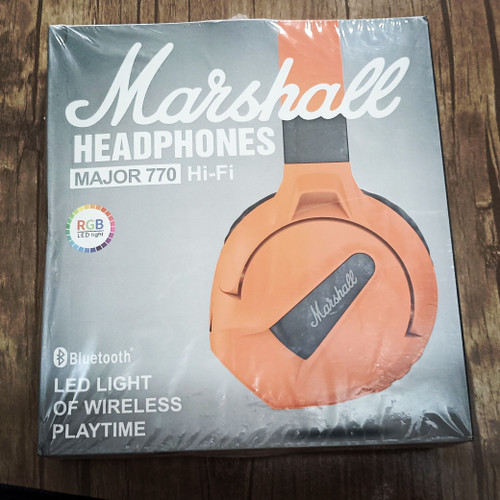 Marshall
HEADPHONES
MAJOR 770 Hi-Fi
RGB
LED light
Marshall
Bluetooth®
LED LIGHT
OF WIRELESS
PLAYTIME